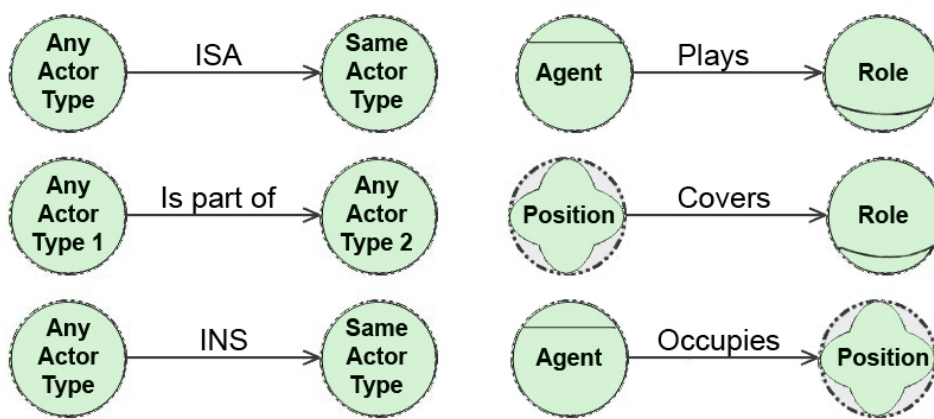 Any
Actor
Type
ISA
Same
Actor
Type
Agent
Plays
Role
Any
Actor
Type 1
Is part of
Any
Actor
Type 2
Position
Covers
Role
Any
Actor
Type
INS
Same
Actor
Type
Agent
Occupies
Position